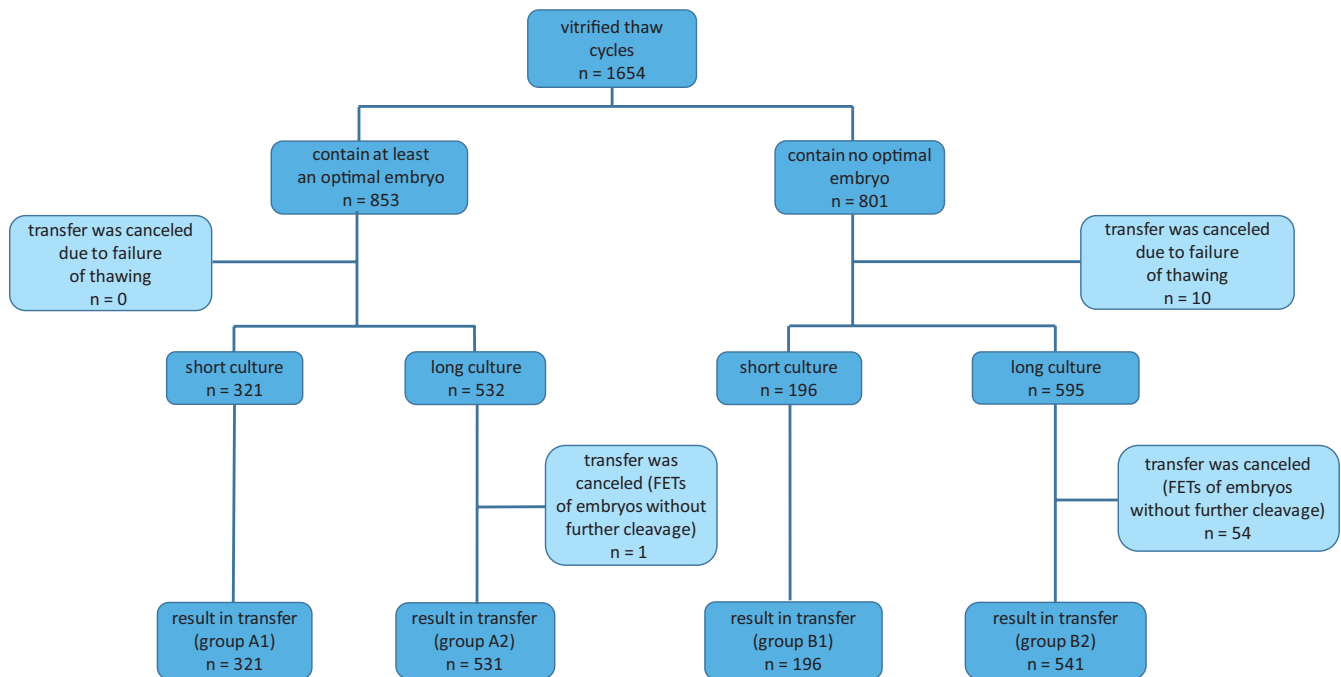 vitrified thaw
cycles
n = 1654
contain at least
an optimal embryo
n = 853
contain no optimal
embryo
n = 801
transfer was canceled
due to failure
of thawing
n = 0
transfer was canceled
due to failure
of thawing
n = 10
short culture
n = 321
long culture
n = 532
short culture
n = 196
long culture
n = 595
transfer was
canceled (FETs
of embryos without
further cleavage)
n = 1
transfer was canceled
(FETs of embryos
without further cleavage)
n = 54
result in transfer
(group A1)
n = 321
result in transfer
(group A2)
n = 531
result in transfer
(group B1)
n = 196
result in transfer
(group B2)
n = 541